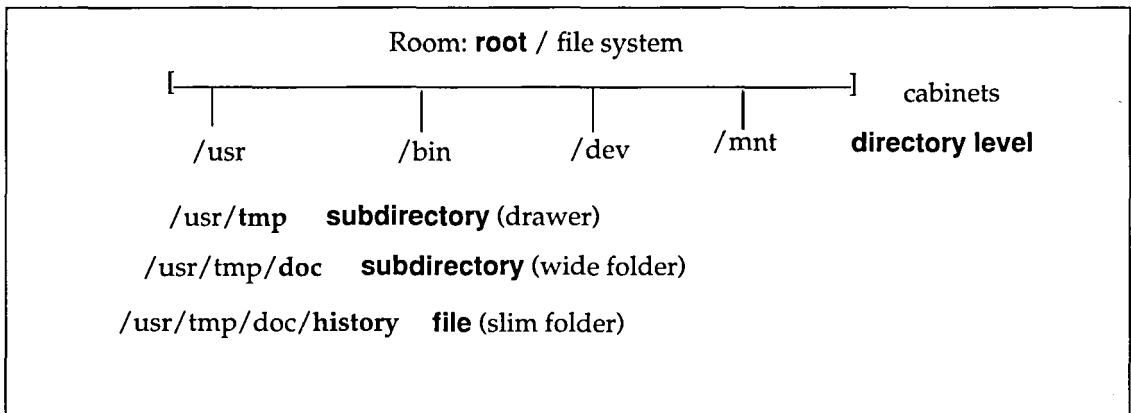 Room: root / file system
[ ] cabinets
/usr /bin /dev /mnt directory level
/usr/tmp subdirectory (drawer)
/usr/tmp/doc subdirectory (wide folder)
/usr/tmp/doc/history file (slim folder)